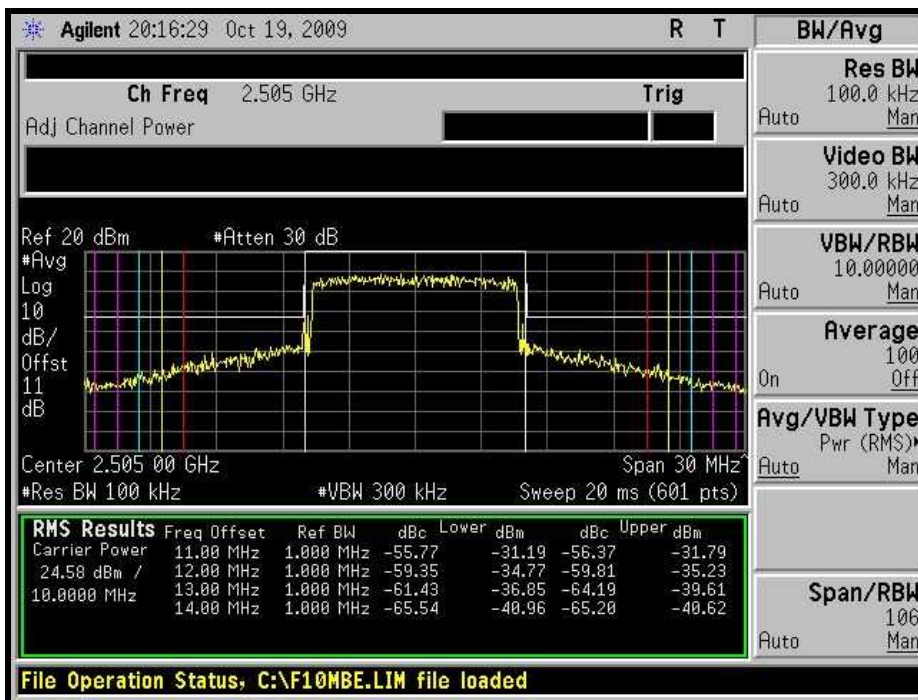 Agilent 20:16:29 Oct 19, 2009 R T
Ch Freq 2.505 GHz Trig
Adj Channel Power
Ref 20 dBm #Atten 30 dB
#Avg
Log
10
dB/
Offst
11
dB
Center 2.505 00 GHz Span 30 MHz^
#Res BW 100 kHz #VBW 300 kHz Sweep 20 ms (601 pts)
RMS Results Freq Offset Ref BW dBc Lower dBm dBc Upper dBm
Carrier Power 11.00 MHz 1.000 MHz -55.77 -31.19 -56.37 -31.79
24.58 dBm / 12.00 MHz 1.000 MHz -59.35 -34.77 -59.81 -35.23
10.0000 MHz 13.00 MHz 1.000 MHz -61.43 -36.85 -64.19 -39.61
14.00 MHz 1.000 MHz -65.54 -40.96 -65.20 -40.62
File Operation Status, C:\F10MBE.LIM file loaded
BW/Avg
Res BW
100.0 kHz
Auto Man
Video BW
300.0 kHz
Auto Man
VBW/RBW
10.00000
Auto Man
Average
100
On Off
Avg/VBW Type
Pwr (RMS)▸
Auto Man
Span/RBW
106
Auto Man